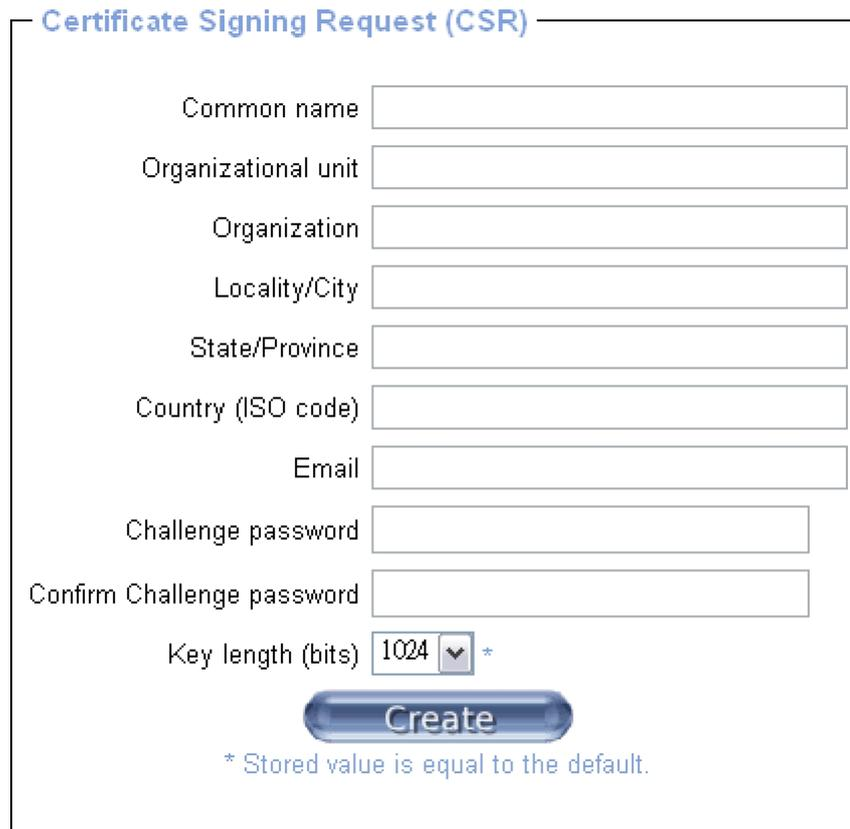 Certificate Signing Request (CSR)
Common name
Organizational unit
Organization
Locality/City
State/Province
Country (ISO code)
Email
Challenge password
Confirm Challenge password
Key length (bits) 1024 *
Create
* Stored value is equal to the default.